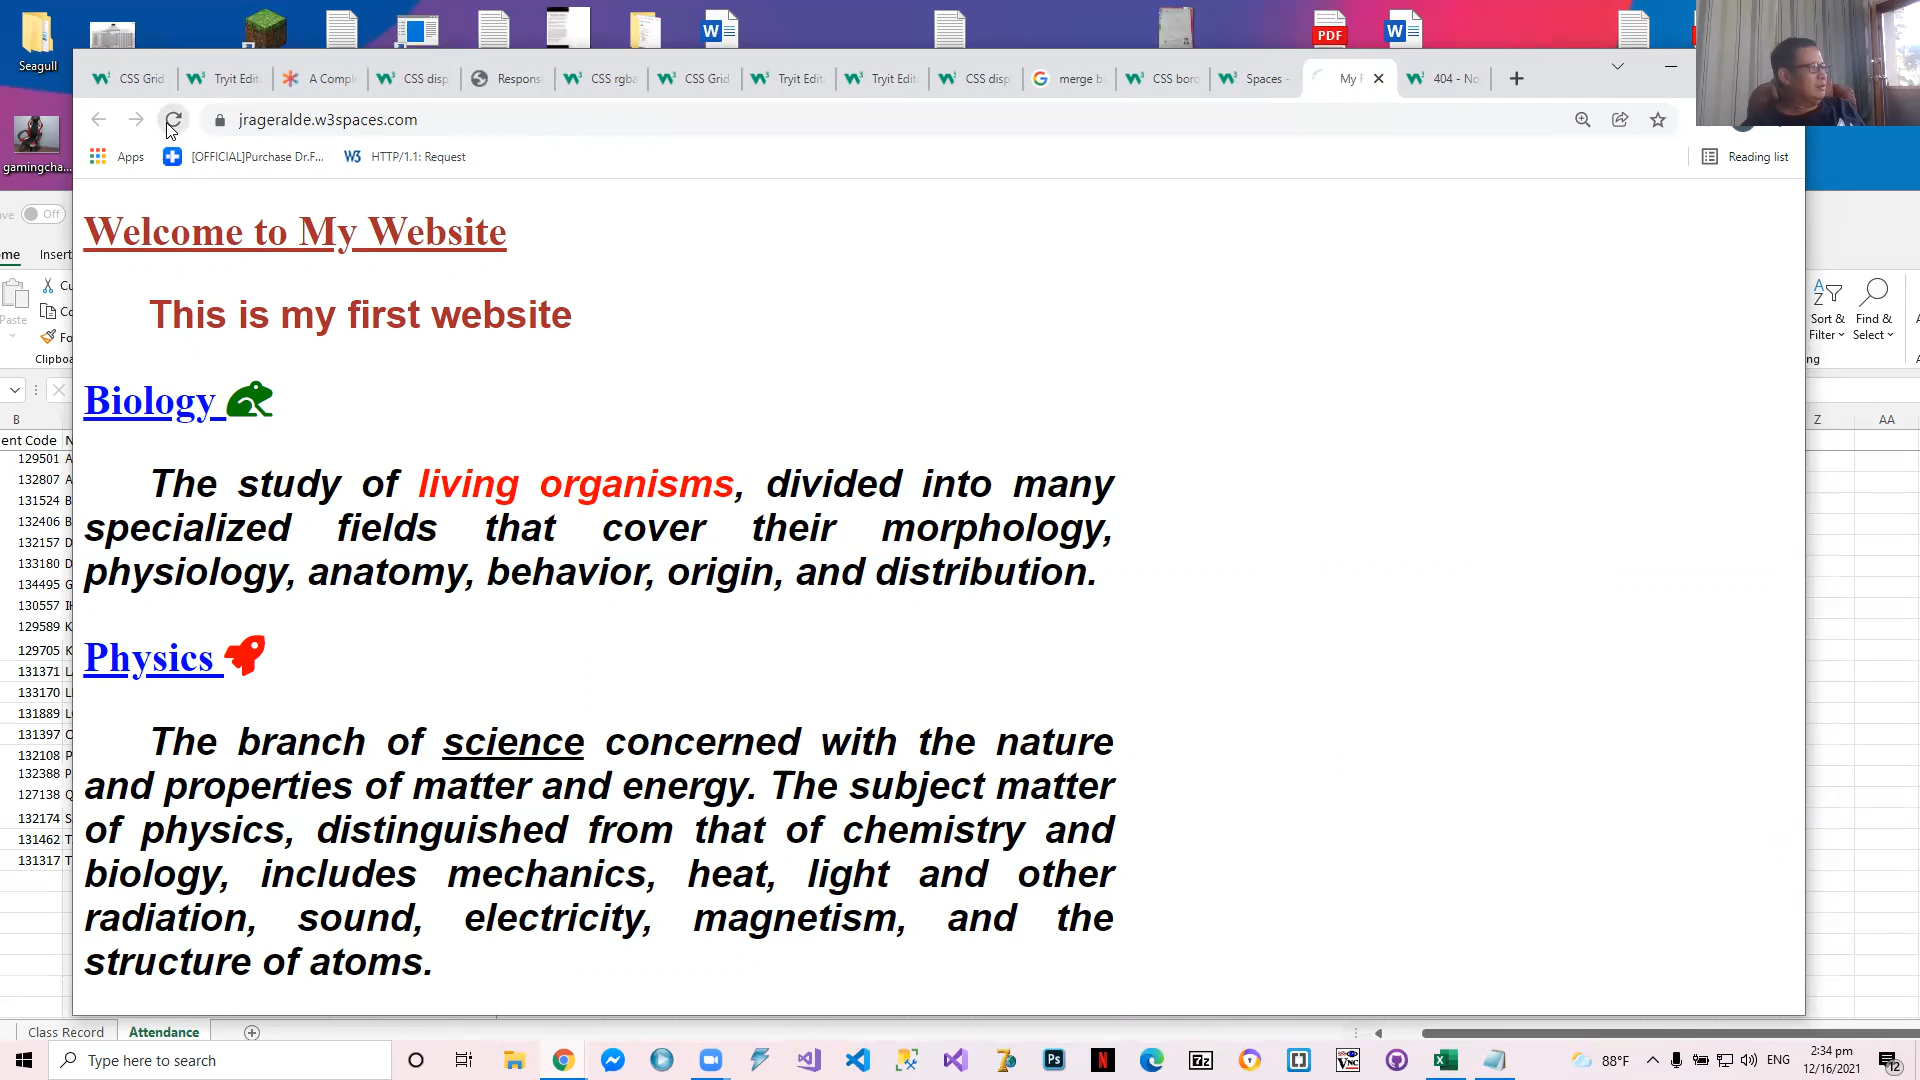 Seagull
PDF
gamingcha...
CSS Grid
Tryit Edit
A Compl
CSS disp
Respons
CSS rgba
CSS Grid
Tryit Edit
Tryit Edit
CSS disp
merge b
CSS bor
Spaces -
My F
404 - No
jrageralde.w3spaces.com
Apps
[OFFICIAL]Purchase Dr.F...
W3 HTTP/1.1: Request
Reading list
Off
Insert
Paste
Clipboa
Sort &
Filter
Find &
Select
Welcome to My Website
This is my first website
Biology
The study of living organisms, divided into many
specialized fields that cover their morphology,
physiology, anatomy, behavior, origin, and distribution.
Physics
The branch of science concerned with the nature
and properties of matter and energy. The subject matter
of physics, distinguished from that of chemistry and
biology, includes mechanics, heat, light and other
radiation, sound, electricity, magnetism, and the
structure of atoms.
B
Z
AA
ent Code
129501 A
132807 A
131524 B
132406 B
132157 D
133180 D
134495 G
130557 IH
129589 K
129705 K
131371 L
133170 L
131889 L
131397 C
132108 P
132388 P
127138 Q
132174 S
131462 T
131317 T
Class Record
Attendance
Type here to search
88°F
ENG
2:34 pm
12/16/2021
12